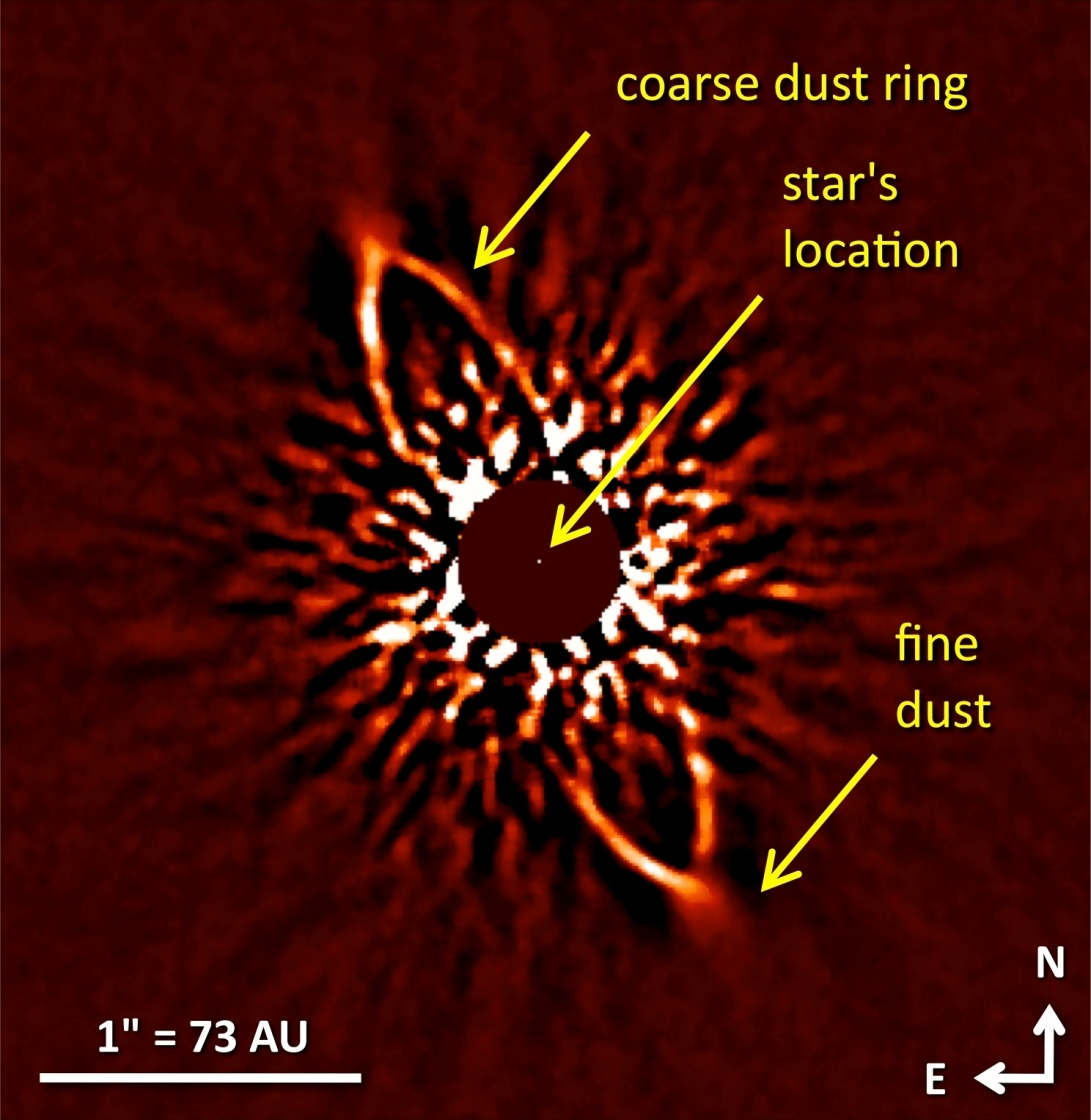 coarse dust ring
star's
location
fine
dust
N
1" = 73 AU
E